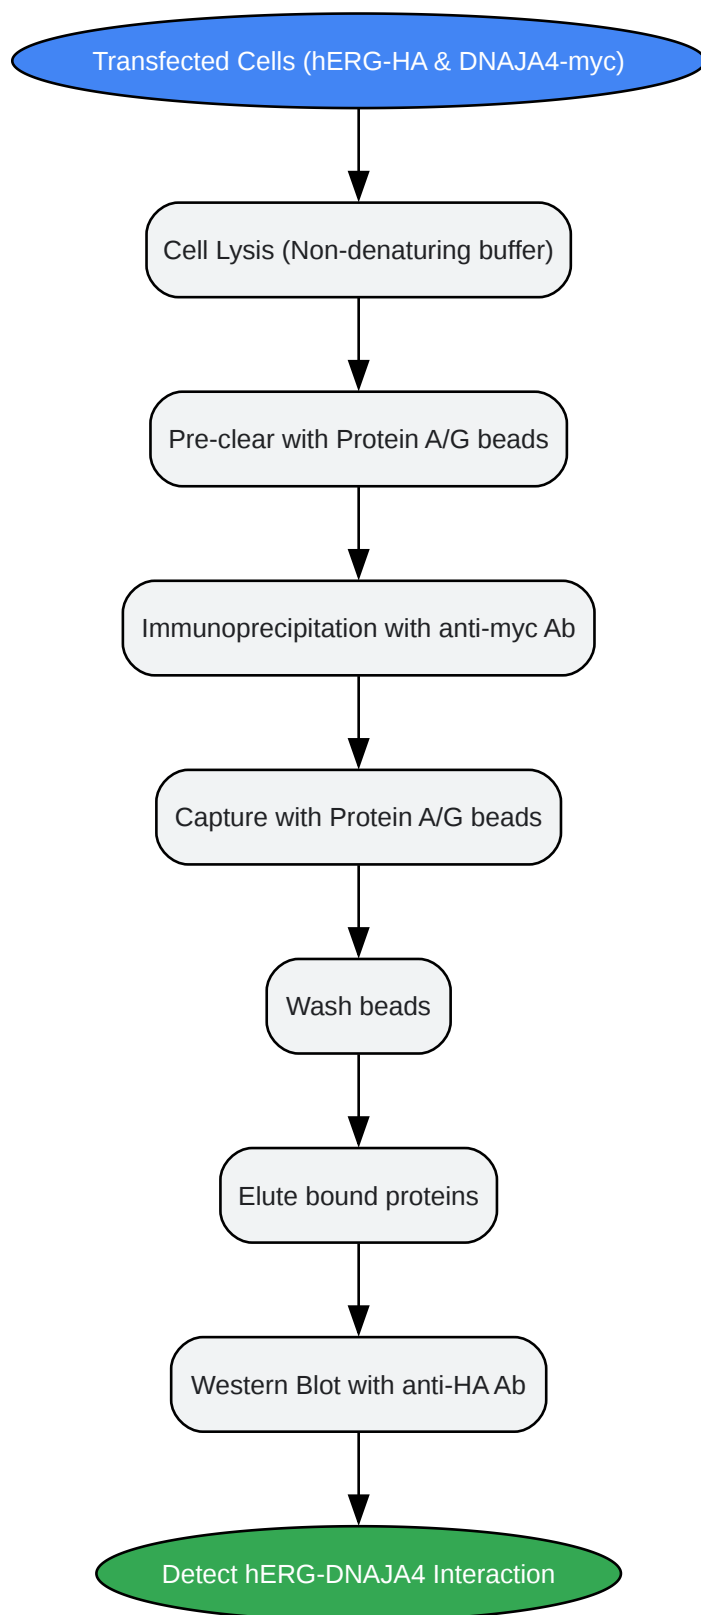 Transfected Cells (hERG-HA & DNAJA4-myc)
Cell Lysis (Non-denaturing buffer)
Pre-clear with Protein A/G beads
Immunoprecipitation with anti-myc Ab
Capture with Protein A/G beads
Wash beads
Elute bound proteins
Western Blot with anti-HA Ab
Detect hERG-DNAJA4 Interaction